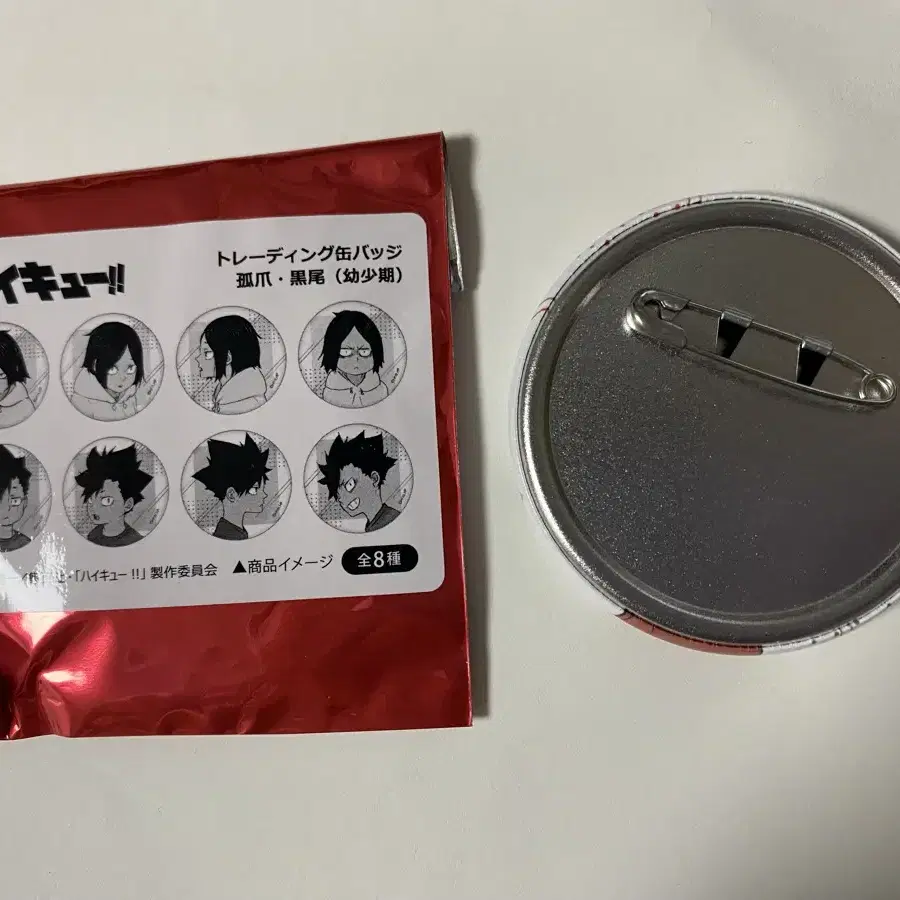 イキュー!!
トレーディング缶バッジ
孤爪・黒尾（幼少期）
「ハイキュー!!」製作委員会 ▲商品イメージ 全8種